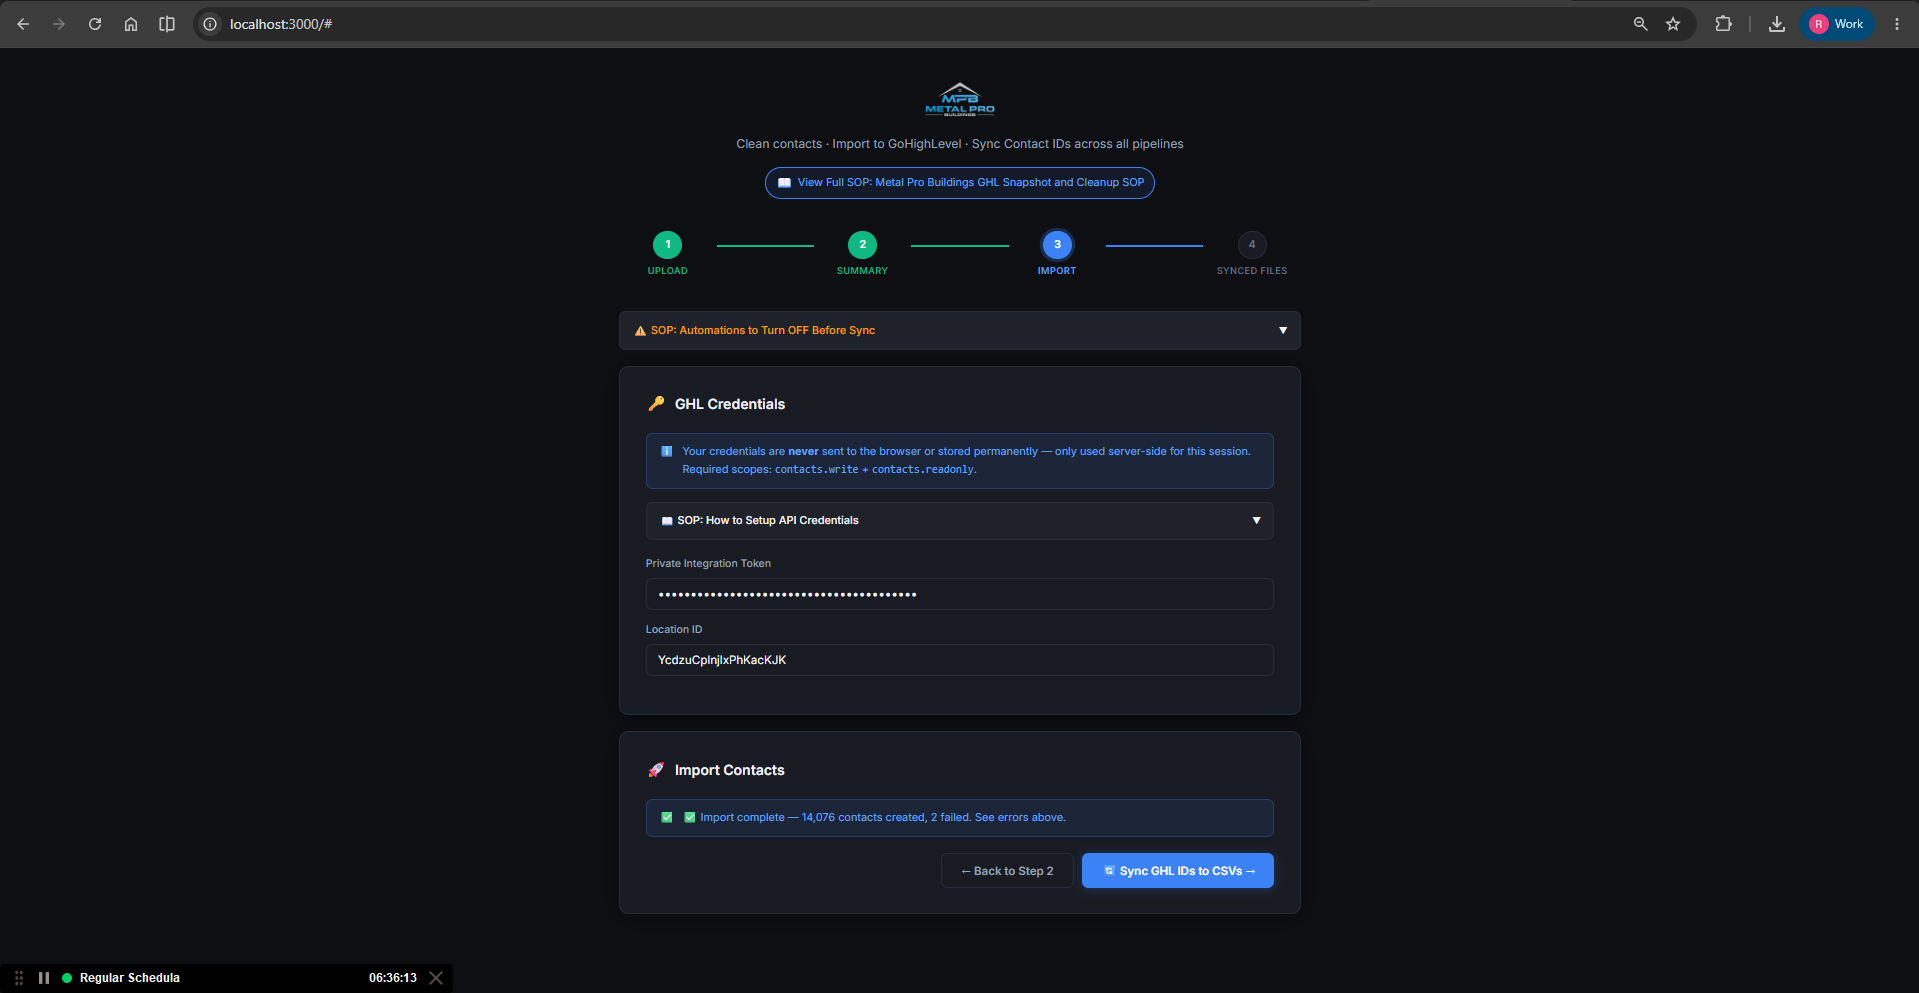 localhost:3000/#
R Work
MPB
METAL PRO
BUILDINGS
Clean contacts · Import to GoHighLevel · Sync Contact IDs across all pipelines
View Full SOP: Metal Pro Buildings GHL Snapshot and Cleanup SOP
1
2
3
4
UPLOAD
SUMMARY
IMPORT
SYNCED FILES
SOP: Automations to Turn OFF Before Sync
GHL Credentials
Your credentials are never sent to the browser or stored permanently — only used server-side for this session.
Required scopes: contacts.write + contacts.readonly.
SOP: How to Setup API Credentials
Private Integration Token
••••••••••••••••••••••••••••••••••••••••
Location ID
YcdzuCpInjIxPhKacKJK
Import Contacts
Import complete — 14,076 contacts created, 2 failed. See errors above.
← Back to Step 2
Sync GHL IDs to CSVs →
Regular Schedula
06:36:13